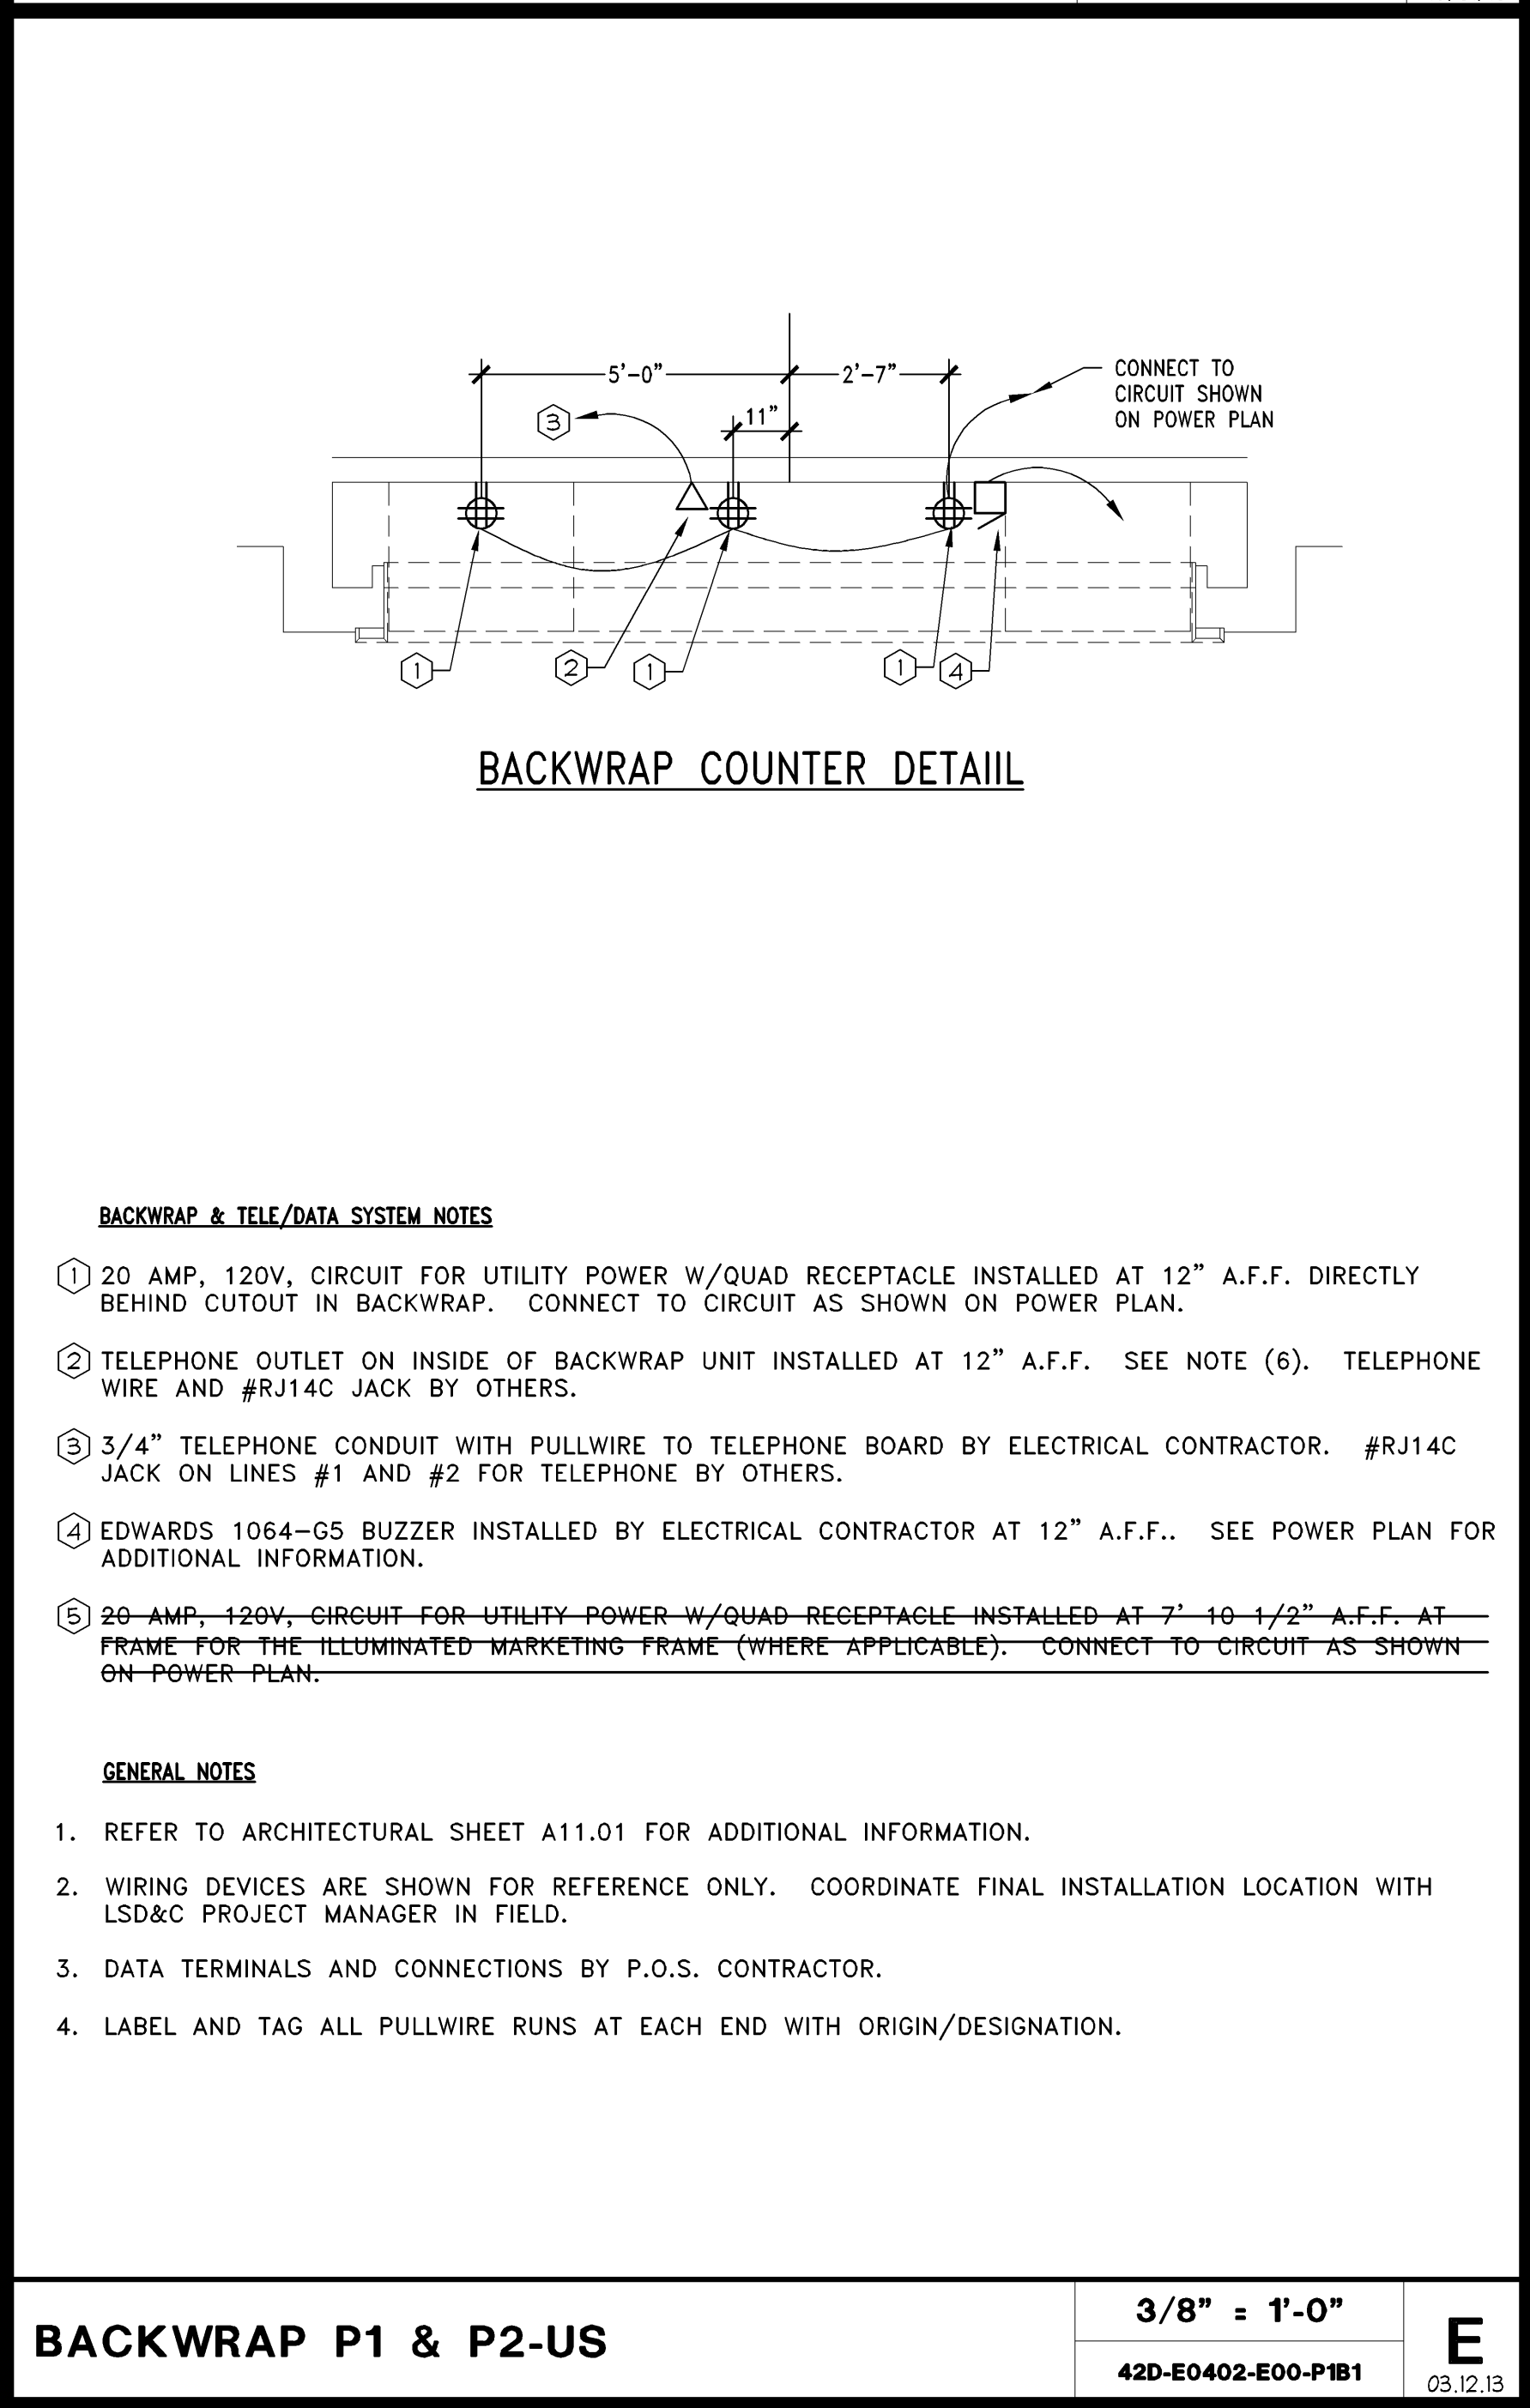 5'-0"
2'-7"
CONNECT TO
CIRCUIT SHOWN
ON POWER PLAN
3
11"
1
2
1
1
4
BACKWRAP COUNTER DETAIIL
BACKWRAP & TELE/DATA SYSTEM NOTES
1 20 AMP, 120V, CIRCUIT FOR UTILITY POWER W/QUAD RECEPTACLE INSTALLED AT 12" A.F.F. DIRECTLY
BEHIND CUTOUT IN BACKWRAP. CONNECT TO CIRCUIT AS SHOWN ON POWER PLAN.
2 TELEPHONE OUTLET ON INSIDE OF BACKWRAP UNIT INSTALLED AT 12" A.F.F. SEE NOTE (6). TELEPHONE
WIRE AND #RJ14C JACK BY OTHERS.
3 3/4" TELEPHONE CONDUIT WITH PULLWIRE TO TELEPHONE BOARD BY ELECTRICAL CONTRACTOR. #RJ14C
JACK ON LINES #1 AND #2 FOR TELEPHONE BY OTHERS.
4 EDWARDS 1064-G5 BUZZER INSTALLED BY ELECTRICAL CONTRACTOR AT 12" A.F.F.. SEE POWER PLAN FOR
ADDITIONAL INFORMATION.
5 20 AMP, 120V, CIRCUIT FOR UTILITY POWER W/QUAD RECEPTACLE INSTALLED AT 7' 10 1/2" A.F.F. AT
FRAME FOR THE ILLUMINATED MARKETING FRAME (WHERE APPLICABLE). CONNECT TO CIRCUIT AS SHOWN
ON POWER PLAN.
GENERAL NOTES
1. REFER TO ARCHITECTURAL SHEET A11.01 FOR ADDITIONAL INFORMATION.
2. WIRING DEVICES ARE SHOWN FOR REFERENCE ONLY. COORDINATE FINAL INSTALLATION LOCATION WITH
LSD&C PROJECT MANAGER IN FIELD.
3. DATA TERMINALS AND CONNECTIONS BY P.O.S. CONTRACTOR.
4. LABEL AND TAG ALL PULLWIRE RUNS AT EACH END WITH ORIGIN/DESIGNATION.
BACKWRAP P1 & P2-US
3/8" = 1'-0"
42D-E0402-E00-P1B1
E
03.12.13